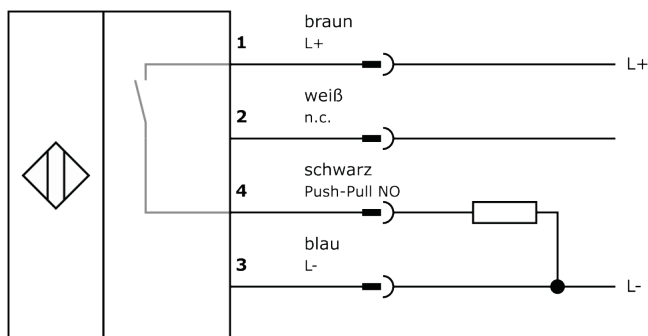 braun
1 L+ L+
weiß
2 n.c.
schwarz
4 Push-Pull NO
blau
3 L- L-